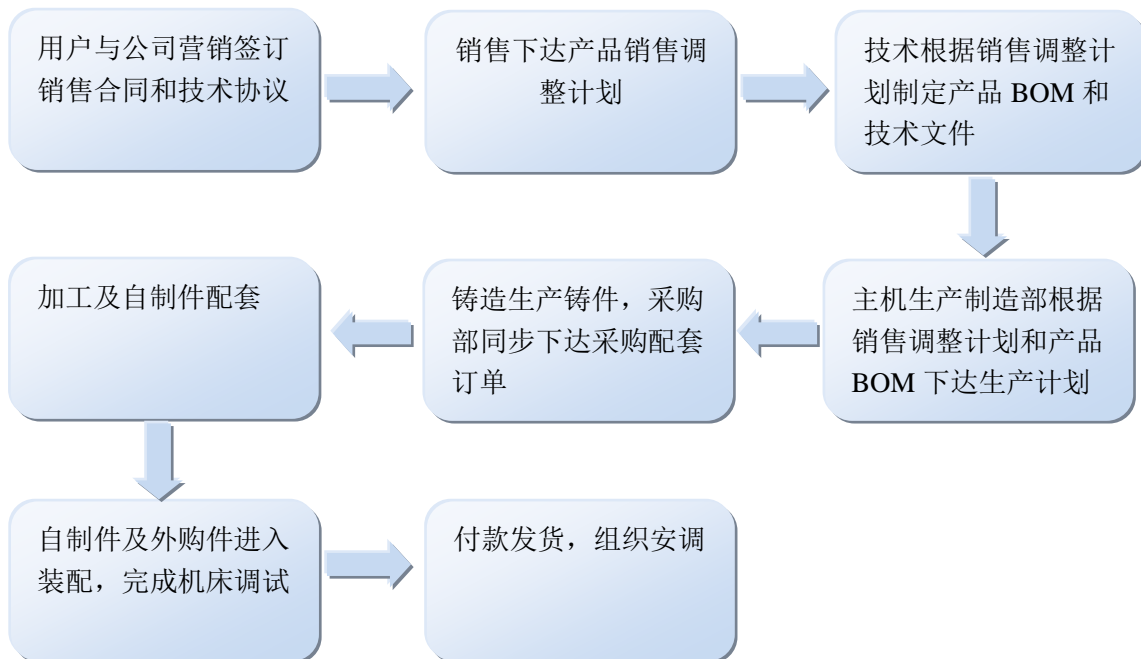 用户与公司营销签订
销售合同和技术协议
销售下达产品销售调
整计划
技术根据销售调整计
划制定产品 BOM 和
技术文件
主机生产制造部根据
销售调整计划和产品
BOM 下达生产计划
铸造生产铸件，采购
部同步下达采购配套
订单
加工及自制件配套
自制件及外购件进入
装配，完成机床调试
付款发货，组织安调